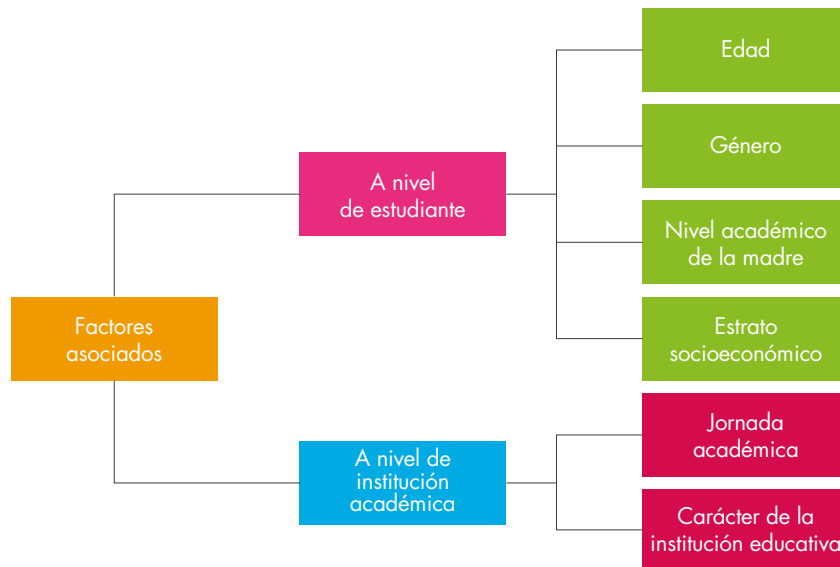 Edad
Género
A nivel
de estudiante
Nivel académico
de la madre
Factores
asociados
Estrato
socioeconómico
A nivel de
institución
académica
Jornada
académica
Carácter de la
institución educativa